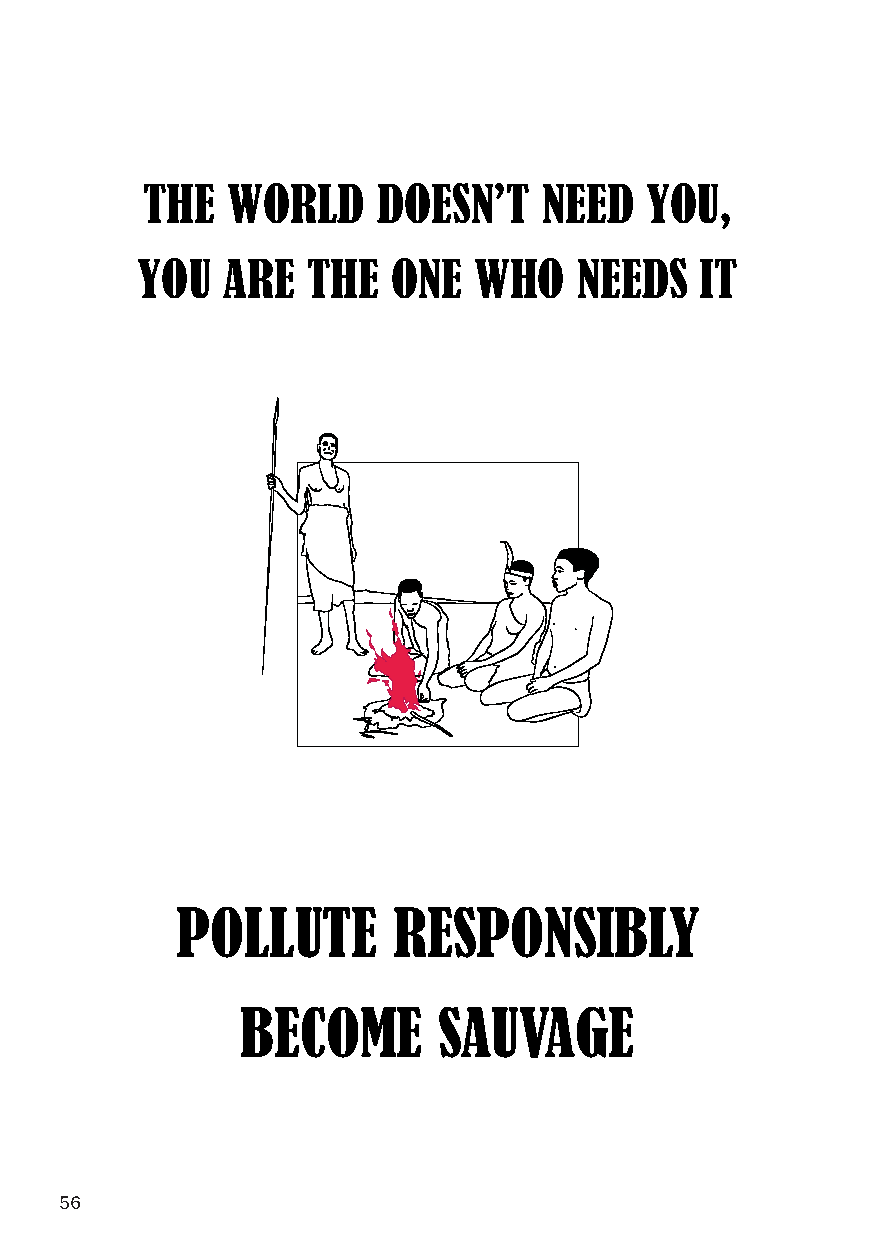 THE WORLD DOESN’T NEED YOU,
YOU ARE THE ONE WHO NEEDS IT
POLLUTE RESPONSIBLY
BECOME SAUVAGE
56